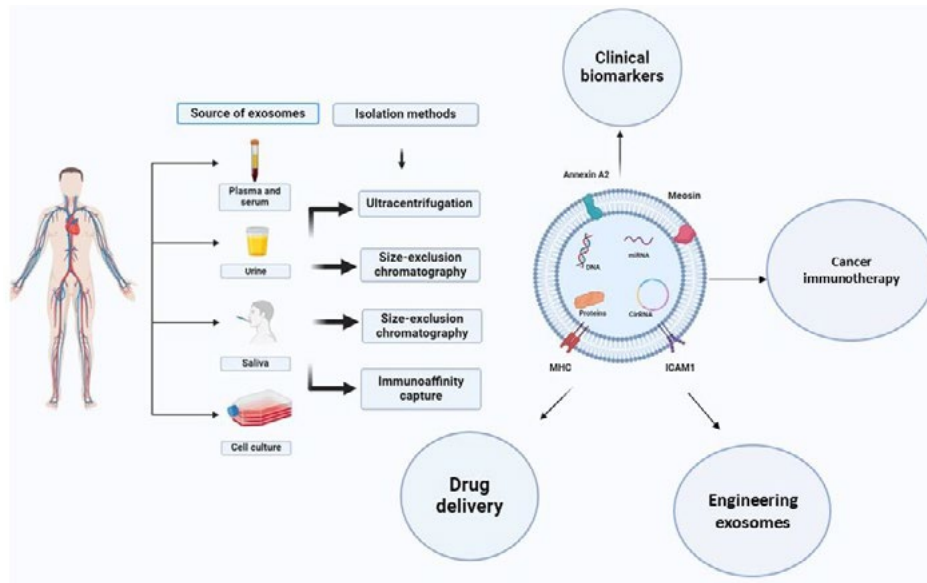 Source of exosomes
Isolation methods
Plasma and
serum
Urine
Saliva
Cell culture
Ultracentrifugation
Size-exclusion
chromatography
Size-exclusion
chromatography
Immunoaffinity
capture
Clinical
biomarkers
Annexin A2
Meosin
DNA
miRNA
Proteins
CirRNA
MHC
ICAM1
Cancer
immunotherapy
Drug
delivery
Engineering
exosomes